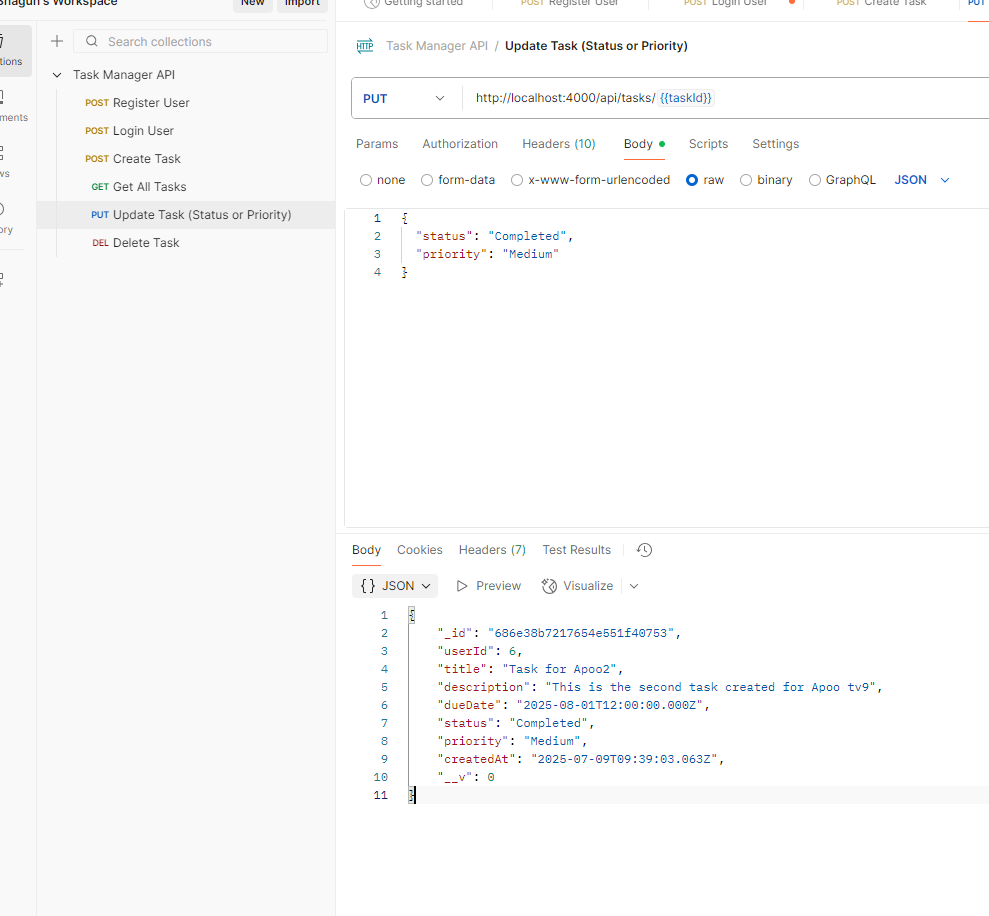 Shagun's Workspace
New
Import
Getting started
POST Register User
POST Login User
POST Create Task
PUT
Search collections
Task Manager API
POST Register User
POST Login User
POST Create Task
GET Get All Tasks
PUT Update Task (Status or Priority)
DEL Delete Task
tions
ments
ws
ory
HTTP Task Manager API / Update Task (Status or Priority)
PUT
http://localhost:4000/api/tasks/ {{taskId}}
Params Authorization Headers (10) Body Scripts Settings
none form-data x-www-form-urlencoded raw binary GraphQL JSON
1 {
2 "status": "Completed",
3 "priority": "Medium"
4 }
Body Cookies Headers (7) Test Results
{} JSON Preview Visualize
1 {
2 "_id": "686e38b7217654e551f40753",
3 "userId": 6,
4 "title": "Task for Apoo2",
5 "description": "This is the second task created for Apoo tv9",
6 "dueDate": "2025-08-01T12:00:00.000Z",
7 "status": "Completed",
8 "priority": "Medium",
9 "createdAt": "2025-07-09T09:39:03.063Z",
10 "__v": 0
11 }